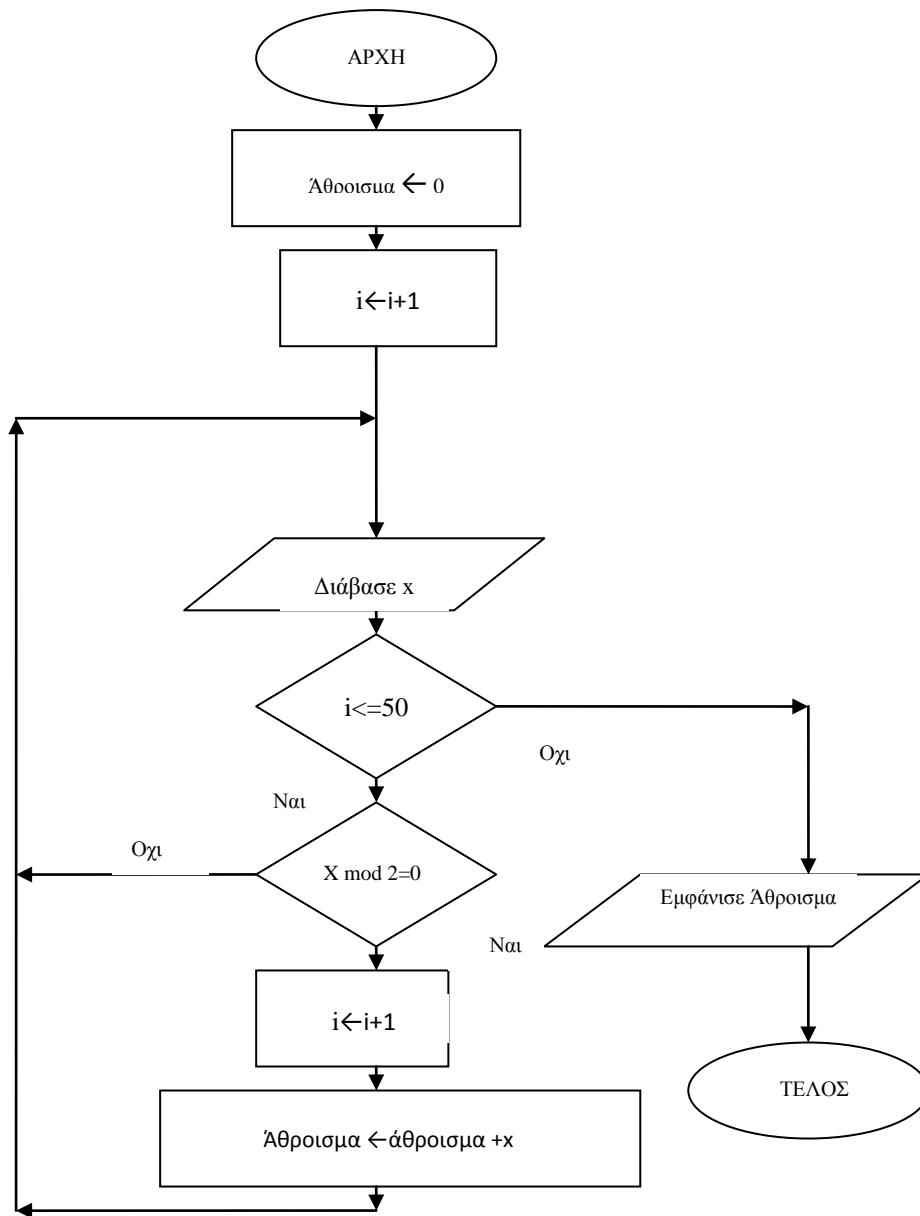 ΑΡΧΗ
Άθροισμα ← 0
i←i+1
Διάβασε x
i<=50
Οχι
Ναι
Οχι
X mod 2=0
Εμφάνισε Άθροισμα
Ναι
i←i+1
ΤΕΛΟΣ
Άθροισμα ←άθροισμα +x